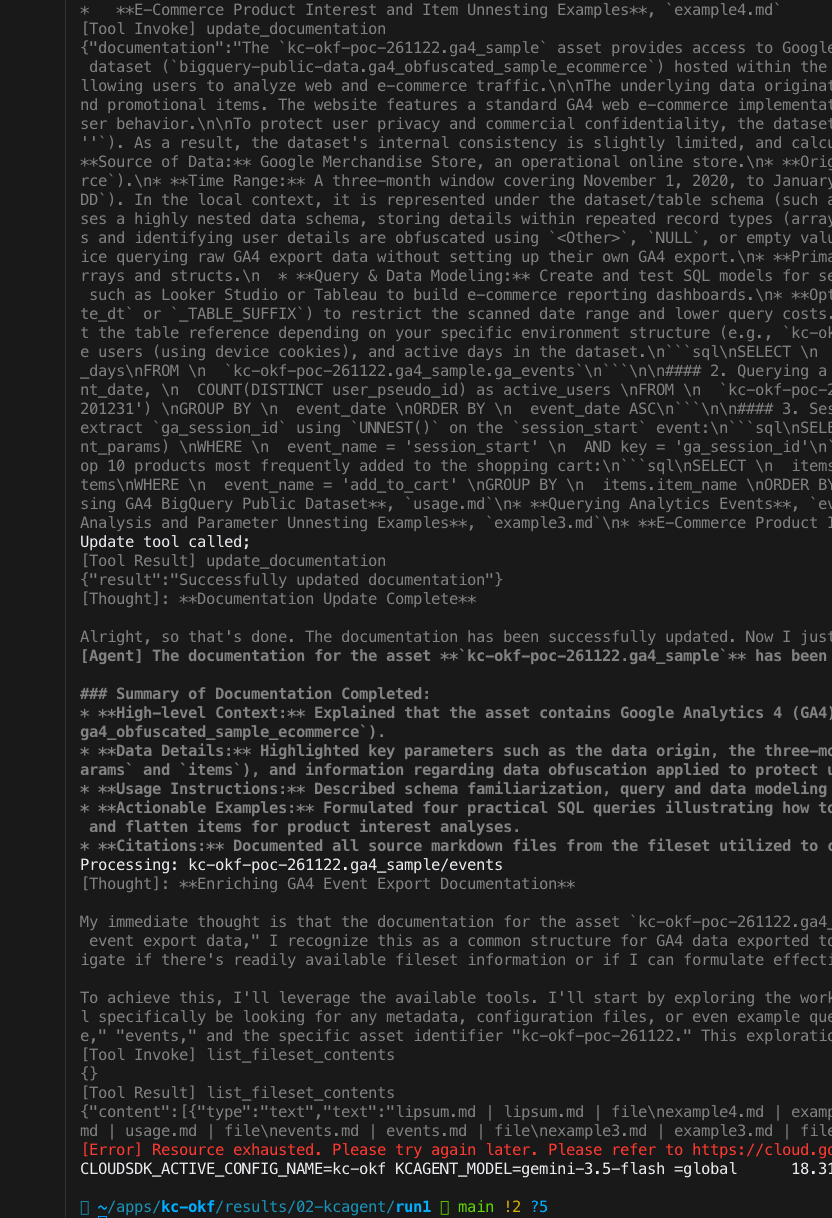 *   **E-Commerce Product Interest and Item Unnesting Examples**, `example4.md`
[Tool Invoke] update_documentation
{"documentation":"The `kc-okf-poc-261122.ga4_sample` asset provides access to Google
 dataset (`bigquery-public-data.ga4_obfuscated_sample_ecommerce`) hosted within the
llowing users to analyze web and e-commerce traffic.\n\nThe underlying data originat
nd promotional items. The website features a standard GA4 web e-commerce implementat
ser behavior.\n\nTo protect user privacy and commercial confidentiality, the dataset
''`). As a result, the dataset's internal consistency is slightly limited, and calcu
**Source of Data:** Google Merchandise Store, an operational online store.\n* **Orig
rce`).\n* **Time Range:** A three-month window covering November 1, 2020, to January
DD`). In the local context, it is represented under the dataset/table schema (such a
ses a highly nested data schema, storing details within repeated record types (array
s and identifying user details are obfuscated using `<Other>`, `NULL`, or empty valu
ice querying raw GA4 export data without setting up their own GA4 export.\n* **Prima
rrays and structs.\n  * **Query & Data Modeling:** Create and test SQL models for se
 such as Looker Studio or Tableau to build e-commerce reporting dashboards.\n* **Opt
te_dt` or `_TABLE_SUFFIX`) to restrict the scanned date range and lower query costs.
t the table reference depending on your specific environment structure (e.g., `kc-ok
e users (using device cookies), and active days in the dataset.\n```sql\nSELECT \n
_days\nFROM \n  `kc-okf-poc-261122.ga4_sample.ga_events`\n```\n\n#### 2. Querying a
nt_date, \n  COUNT(DISTINCT user_pseudo_id) as active_users \nFROM \n  `kc-okf-poc-2
201231') \nGROUP BY \n  event_date \nORDER BY \n  event_date ASC\n```\n\n#### 3. Ses
extract `ga_session_id` using `UNNEST()` on the `session_start` event:\n```sql\nSELE
nt_params) \nWHERE \n  event_name = 'session_start' \n  AND key = 'ga_session_id'\n`
op 10 products most frequently added to the shopping cart:\n```sql\nSELECT \n  items
tems\nWHERE \n  event_name = 'add_to_cart' \nGROUP BY \n  items.item_name \nORDER BY
sing GA4 BigQuery Public Dataset**, `usage.md`\n* **Querying Analytics Events**, `ev
Analysis and Parameter Unnesting Examples**, `example3.md`\n* **E-Commerce Product I
Update tool called;
[Tool Result] update_documentation
{"result":"Successfully updated documentation"}
[Thought]: **Documentation Update Complete**

Alright, so that's done. The documentation has been successfully updated. Now I just
[Agent] The documentation for the asset **`kc-okf-poc-261122.ga4_sample`** has been

### Summary of Documentation Completed:
* **High-level Context:** Explained that the asset contains Google Analytics 4 (GA4)
ga4_obfuscated_sample_ecommerce`).
* **Data Details:** Highlighted key parameters such as the data origin, the three-mo
arams` and `items`), and information regarding data obfuscation applied to protect u
* **Usage Instructions:** Described schema familiarization, query and data modeling
* **Actionable Examples:** Formulated four practical SQL queries illustrating how to
 and flatten items for product interest analyses.
* **Citations:** Documented all source markdown files from the fileset utilized to c
Processing: kc-okf-poc-261122.ga4_sample/events
[Thought]: **Enriching GA4 Event Export Documentation**

My immediate thought is that the documentation for the asset `kc-okf-poc-261122.ga4_
 event export data," I recognize this as a common structure for GA4 data exported to
igate if there's readily available fileset information or if I can formulate effecti

To achieve this, I'll leverage the available tools. I'll start by exploring the work
l specifically be looking for any metadata, configuration files, or even example que
e," "events," and the specific asset identifier "kc-okf-poc-261122." This exploratio
[Tool Invoke] list_fileset_contents
{}
[Tool Result] list_fileset_contents
{"content":[{"type":"text","text":"lipsum.md | lipsum.md | file\nexample4.md | examp
md | usage.md | file\nevents.md | events.md | file\nexample3.md | example3.md | file
[Error] Resource exhausted. Please try again later. Please refer to https://cloud.go
CLOUDSDK_ACTIVE_CONFIG_NAME=kc-okf KCAGENT_MODEL=gemini-3.5-flash =global      18.31

~/apps/kc-okf/results/02-kcagent/run1 main !2 ?5